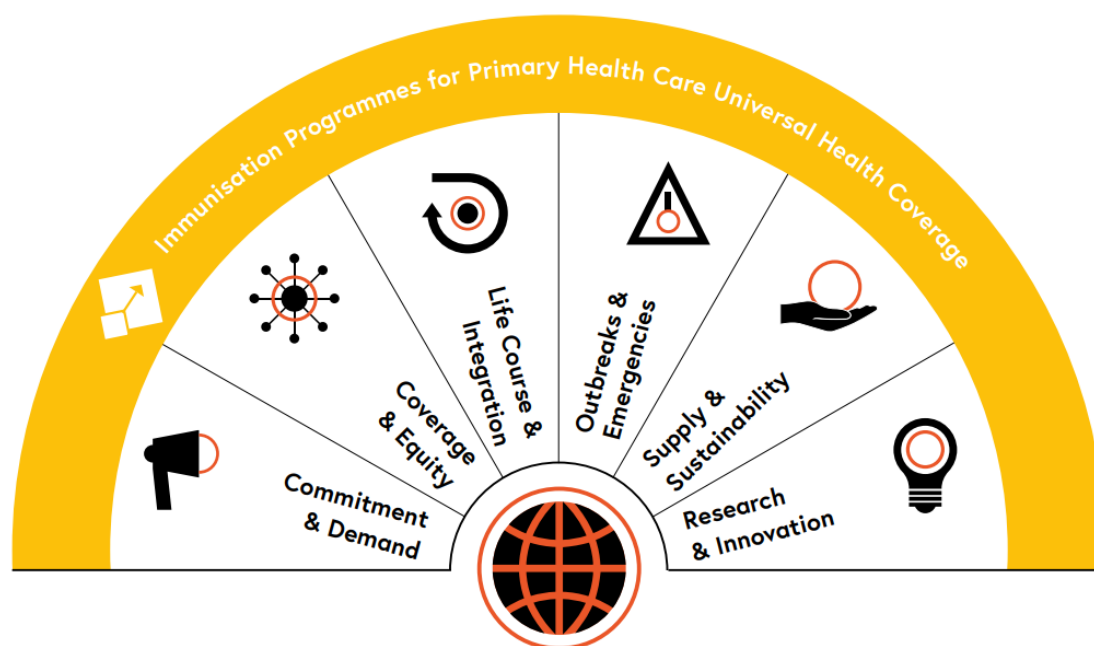 Immunisation Programmes for Primary Health Care Universal Health Coverage
Commitment
& Demand
Coverage
& Equity
Life Course &
Integration
Outbreaks &
Emergencies
Supply &
Sustainability
Research
& Innovation